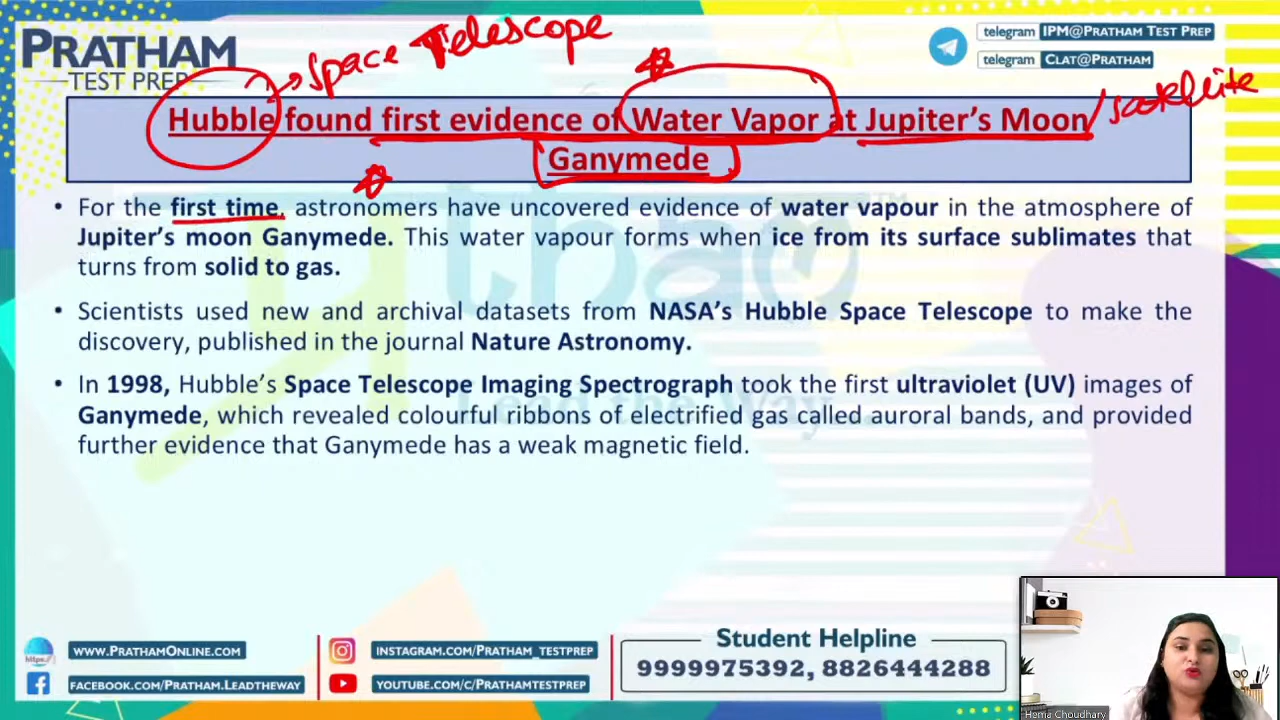 PRATHAM
TEST PREP
Space Telescope
telegram IPM@PRATHAM TEST PREP
telegram CLAT@PRATHAM
Hubble found first evidence of Water Vapor at Jupiter's Moon / satellite
Ganymede
• For the first time, astronomers have uncovered evidence of water vapour in the atmosphere of
Jupiter's moon Ganymede. This water vapour forms when ice from its surface sublimates that
turns from solid to gas.
• Scientists used new and archival datasets from NASA's Hubble Space Telescope to make the
discovery, published in the journal Nature Astronomy.
• In 1998, Hubble's Space Telescope Imaging Spectrograph took the first ultraviolet (UV) images of
Ganymede, which revealed colourful ribbons of electrified gas called auroral bands, and provided
further evidence that Ganymede has a weak magnetic field.
Lead the Way
TM
https://
WWW.PRATHAMONLINE.COM
FACEBOOK.COM/PRATHAM.LEADTHEWAY
INSTAGRAM.COM/PRATHAM_TESTPREP
YOUTUBE.COM/C/PRATHAMTESTPREP
Student Helpline
9999975392, 8826444288
Hema Choudhary